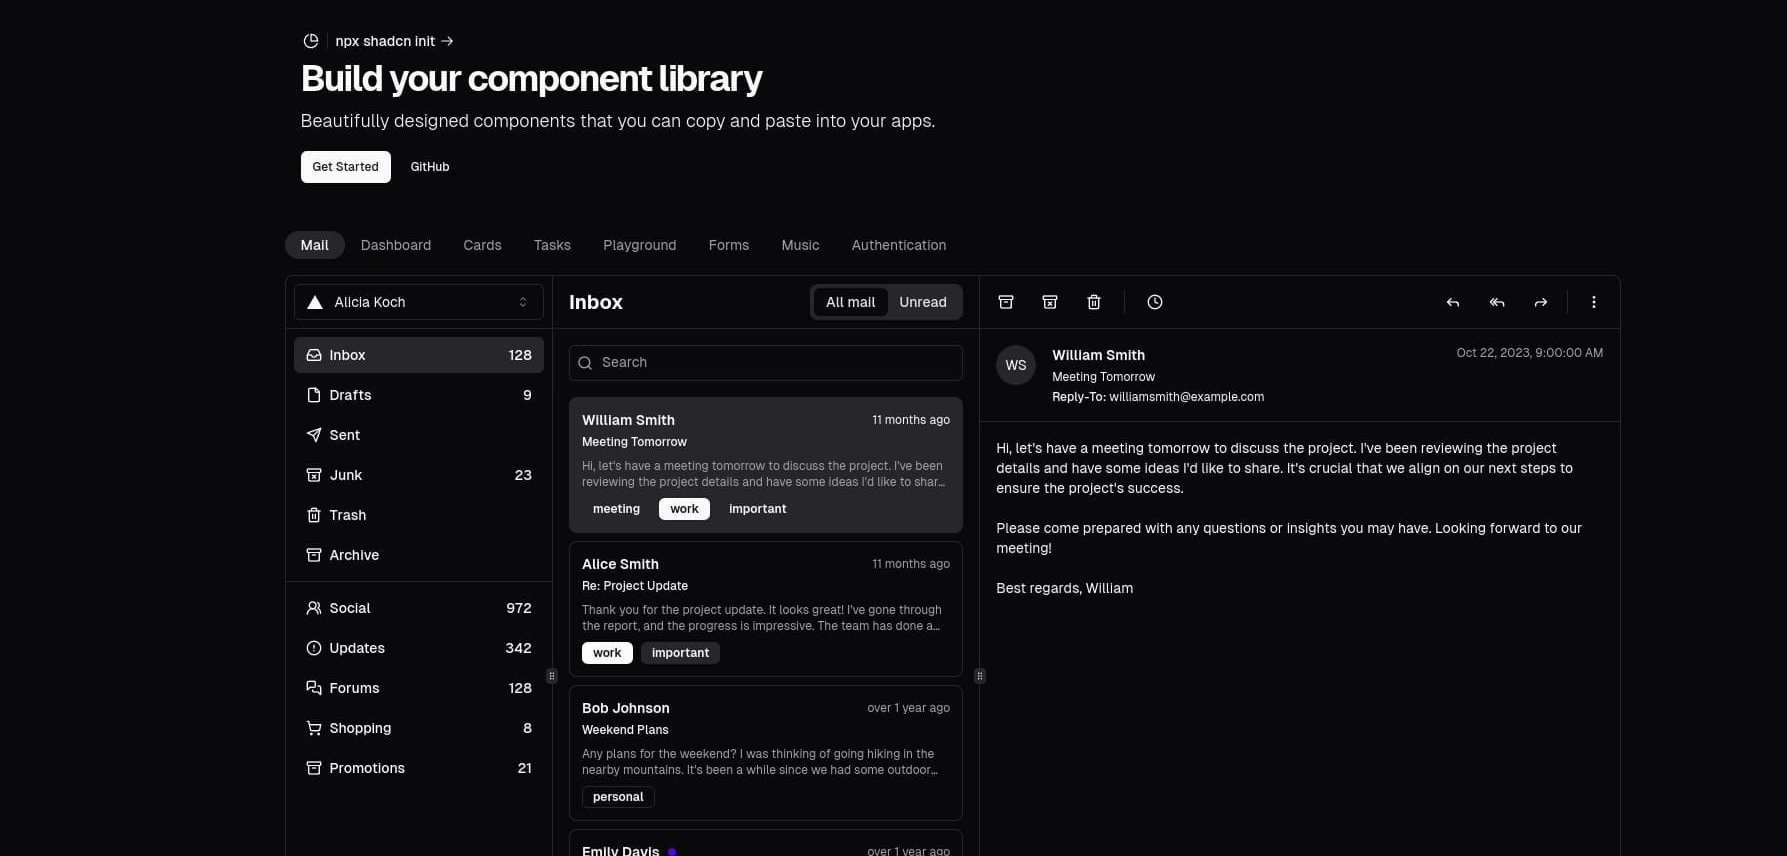 npx shadcn init
Build your component library
Beautifully designed components that you can copy and paste into your apps.
Get Started GitHub
Mail Dashboard Cards Tasks Playground Forms Music Authentication
Alicia Koch
Inbox 128
Drafts 9
Sent
Junk 23
Trash
Archive
Social 972
Updates 342
Forums 128
Shopping 8
Promotions 21
Inbox All mail Unread
Search
William Smith 11 months ago
Meeting Tomorrow
Hi, let's have a meeting tomorrow to discuss the project. I've been
reviewing the project details and have some ideas I'd like to shar…
meeting work important
Alice Smith 11 months ago
Re: Project Update
Thank you for the project update. It looks great! I've gone through
the report, and the progress is impressive. The team has done a…
work important
Bob Johnson over 1 year ago
Weekend Plans
Any plans for the weekend? I was thinking of going hiking in the
nearby mountains. It's been a while since we had some outdoor…
personal
Emily Davis over 1 year ago
WS
William Smith Oct 22, 2023, 9:00:00 AM
Meeting Tomorrow
Reply-To: williamsmith@example.com
Hi, let's have a meeting tomorrow to discuss the project. I've been reviewing the project
details and have some ideas I'd like to share. It's crucial that we align on our next steps to
ensure the project's success.
Please come prepared with any questions or insights you may have. Looking forward to our
meeting!
Best regards, William